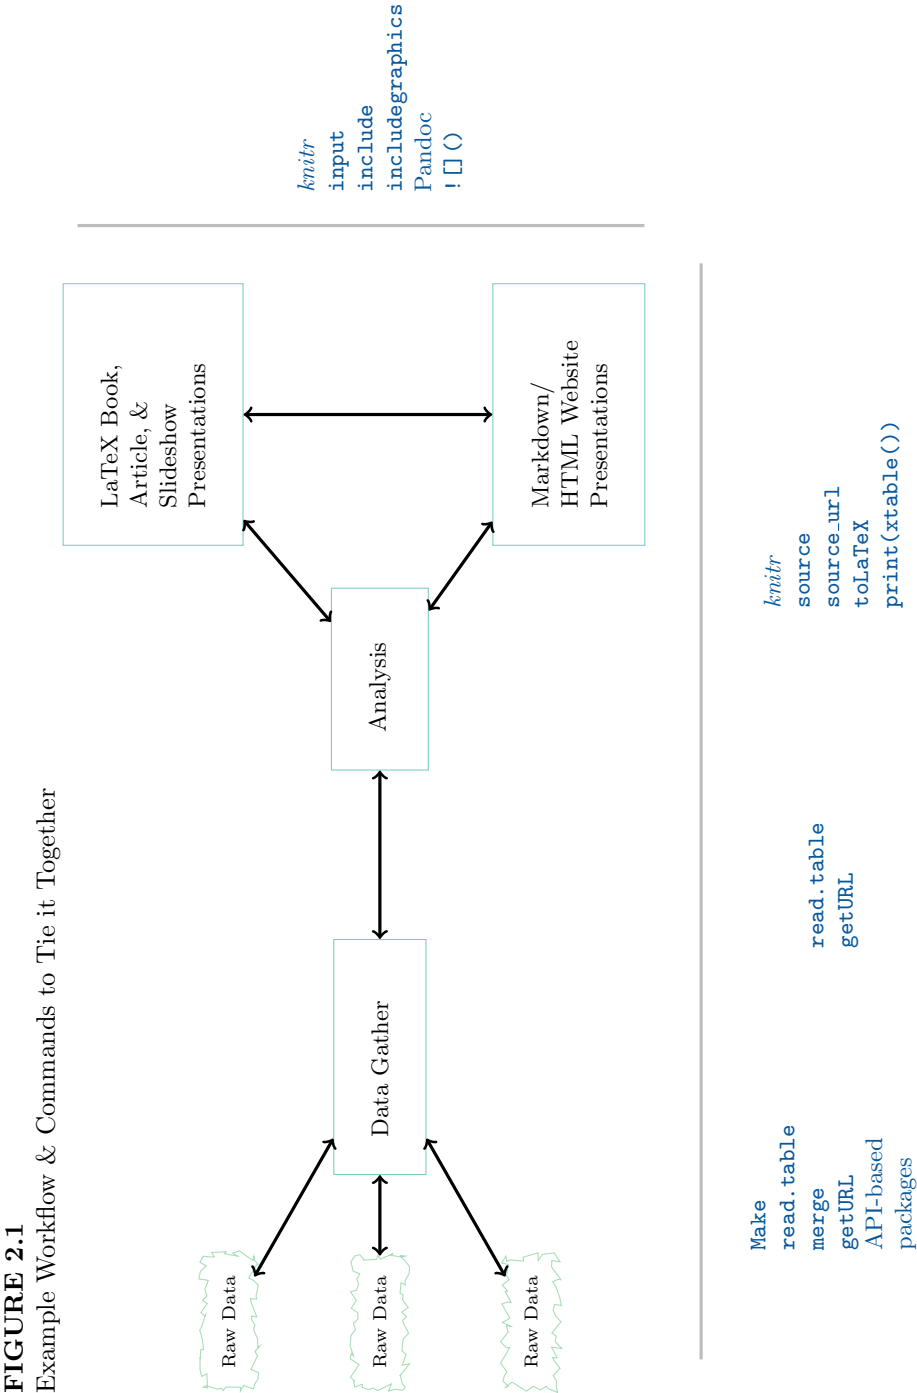 FIGURE 2.1
Example Workflow & Commands to Tie it Together
Raw Data
Raw Data
Raw Data
Data Gather
Analysis
LaTeX Book,
Article, &
Slideshow
Presentations
Markdown/
HTML Website
Presentations
knitr
input
include
includegraphics
Pandoc
![]()
Make
read.table
merge
getURL
API-based
packages
read.table
getURL
knitr
source
source_url
toLaTeX
print(xtable())